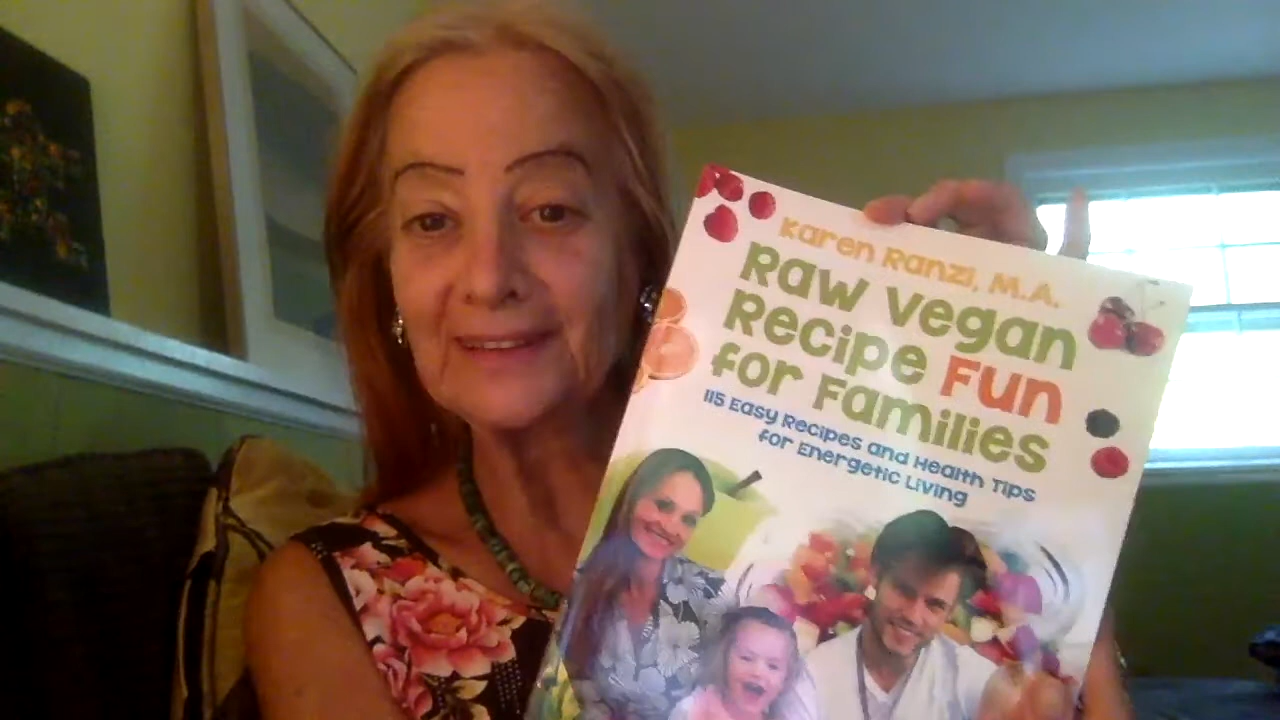 Karen Ranzi, M.A.
Raw Vegan
Recipe Fun
for Families
115 Easy Recipes and Health Tips
for Energetic Living